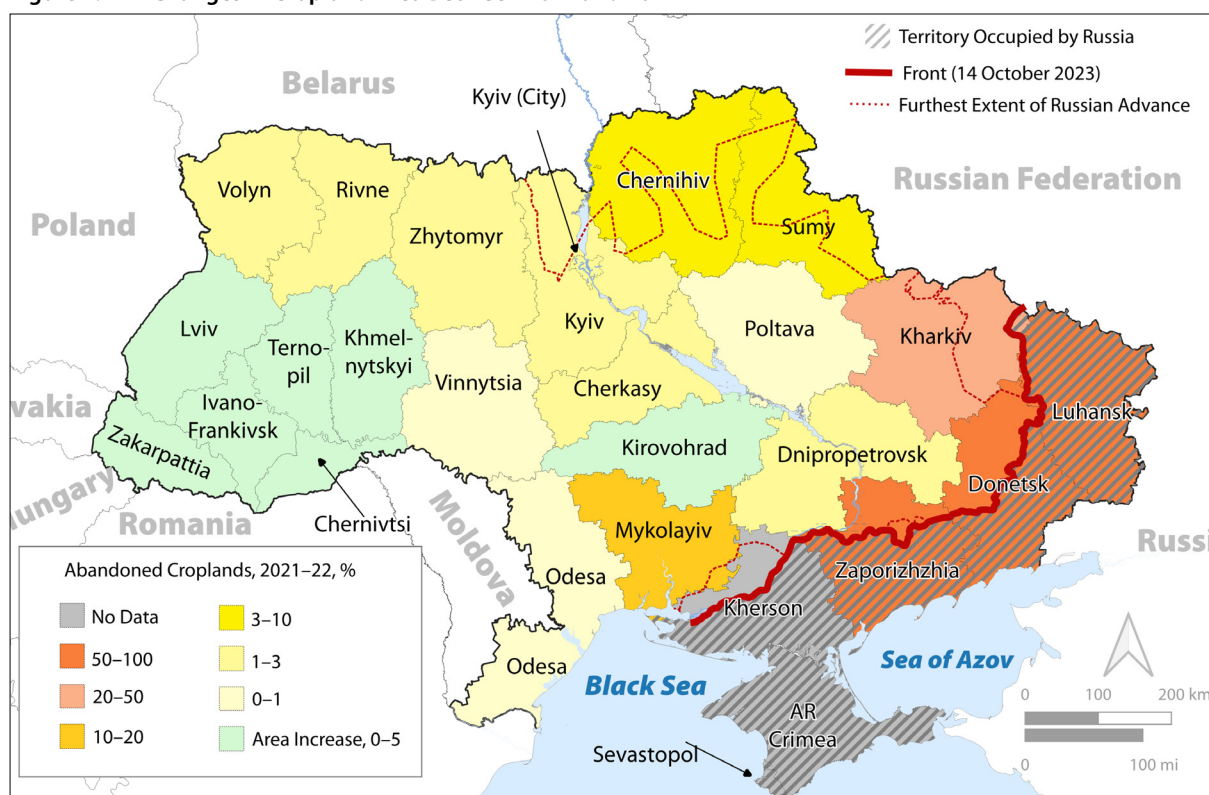 Territory Occupied by Russia
Front (14 October 2023)
Furthest Extent of Russian Advance
Belarus
Kyiv (City)
Russian Federation
Poland
Volyn
Rivne
Zhytomyr
Chernihiv
Sumy
Lviv
Terno-
pil
Khmel-
nytskyi
Vinnytsia
Kyiv
Cherkasy
Poltava
Kharkiv
Luhansk
vakia
Ivano-
Frankivsk
Zakarpattia
Kirovohrad
Dnipropetrovsk
Donetsk
Hungary
Romania
Chernivtsi
Moldova
Mykolayiv
Odesa
Kherson
Zaporizhzhia
Russi
Odesa
Black Sea
Sea of Azov
AR
Crimea
Sevastopol
Abandoned Croplands, 2021–22, %
No Data
50–100
20–50
10–20
3–10
1–3
0–1
Area Increase, 0–5
0 100 200 km
0 100 mi